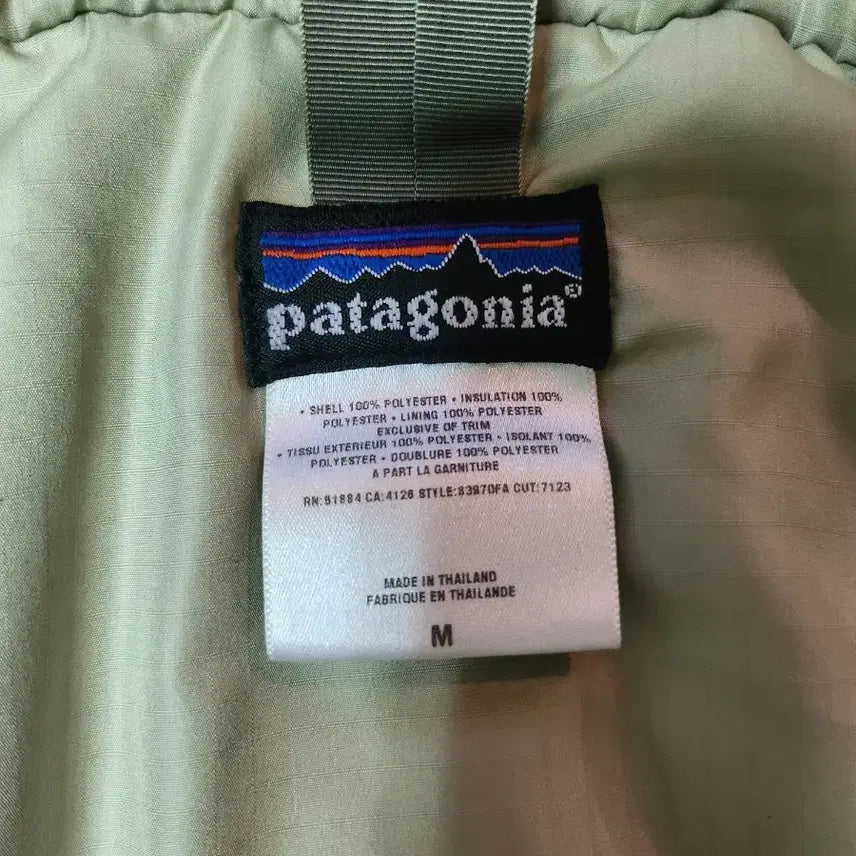 patagonia®
• SHELL 100% POLYESTER • INSULATION 100%
POLYESTER • LINING 100% POLYESTER
EXCLUSIVE OF TRIM
• TISSU EXTERIEUR 100% POLYESTER • ISOLANT 100%
POLYESTER • DOUBLURE 100% POLYESTER
A PART LA GARNITURE
RN:51884 CA:4126 STYLE:83970FA CUT:7123
MADE IN THAILAND
FABRIQUE EN THAILANDE
M